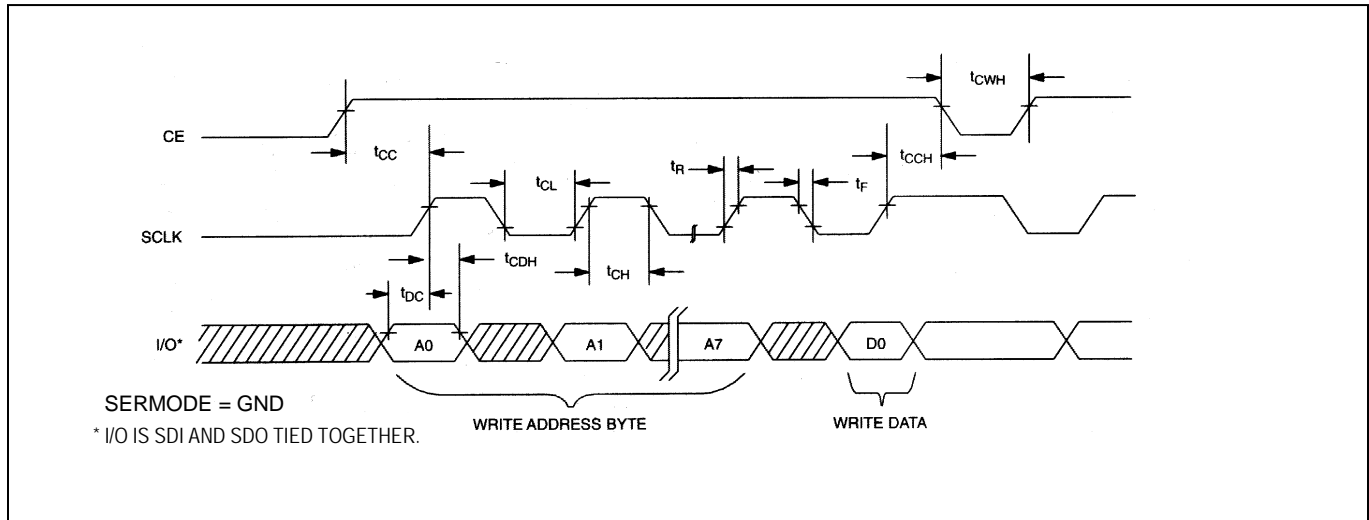 tCWH
CE
tCC
tCCH
tR
tCL
tF
SCLK
tCDH
tCH
tDC
I/O*
A0
A1
A7
D0
SERMODE = GND
WRITE ADDRESS BYTE
WRITE DATA
* I/O IS SDI AND SDO TIED TOGETHER.